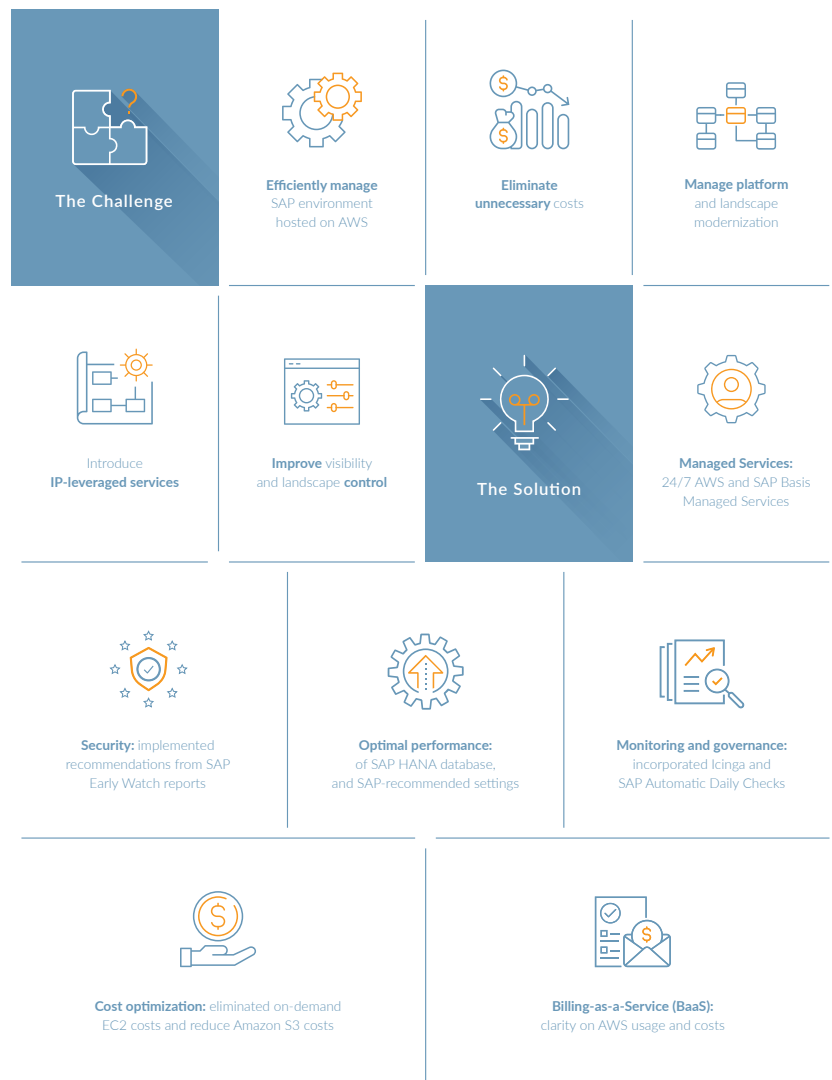 The Challenge
Efficiently manage
SAP environment
hosted on AWS
Eliminate
unnecessary costs
Manage platform
and landscape
modernization
Introduce
IP-leveraged services
Improve visibility
and landscape control
The Solution
Managed Services:
24/7 AWS and SAP Basis
Managed Services
Security: implemented
recommendations from SAP
Early Watch reports
Optimal performance:
of SAP HANA database,
and SAP-recommended settings
Monitoring and governance:
incorporated Icinga and
SAP Automatic Daily Checks
Cost optimization: eliminated on-demand
EC2 costs and reduce Amazon S3 costs
Billing-as-a-Service (BaaS):
clarity on AWS usage and costs